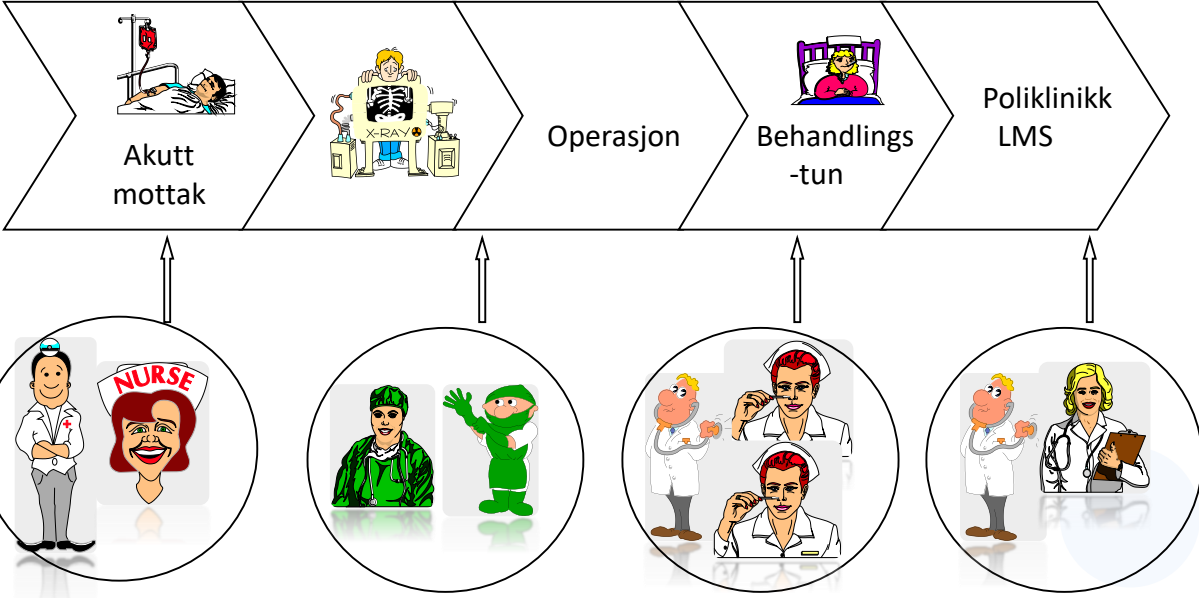 Akutt
mottak
X-RAY
Operasjon
Behandlings
-tun
Poliklinikk
LMS
NURSE